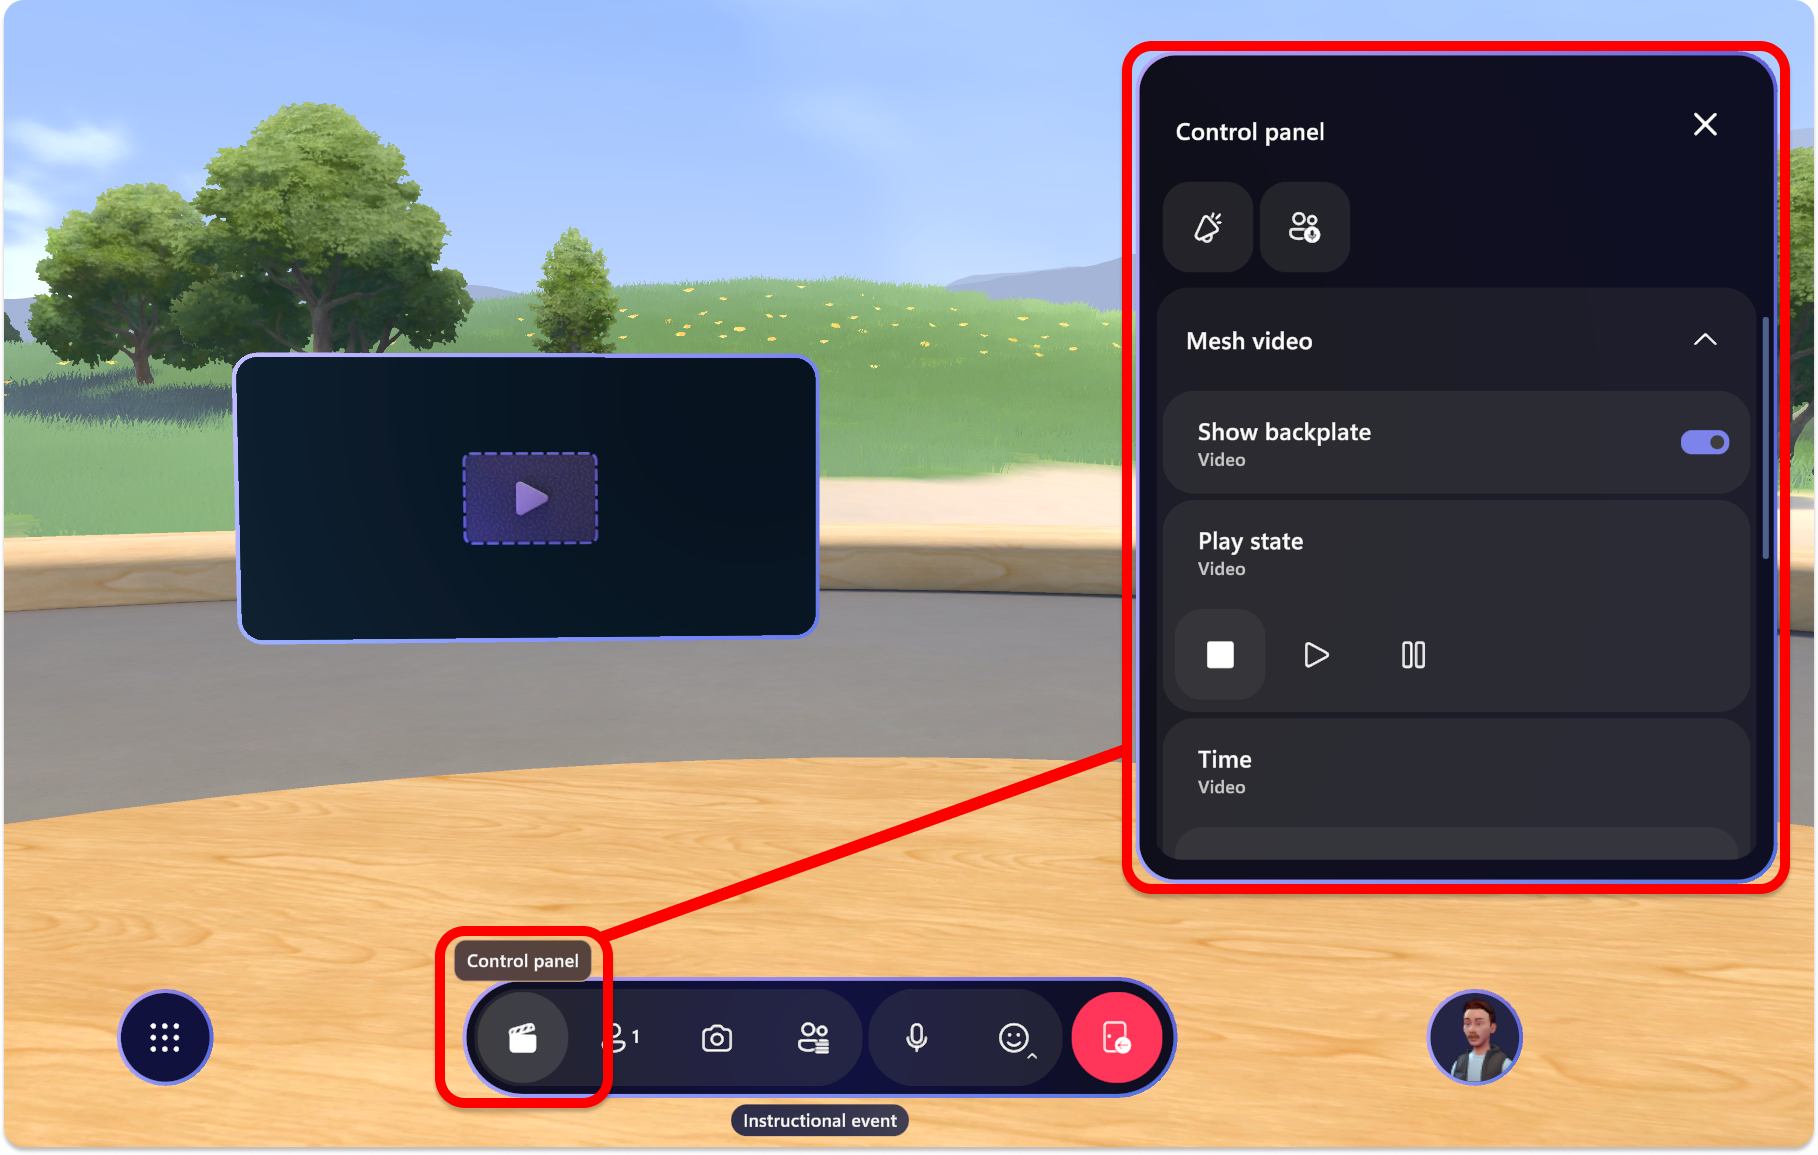 Control panel
Mesh video
Show backplate
Video
Play state
Video
Time
Video
Control panel
1
Instructional event